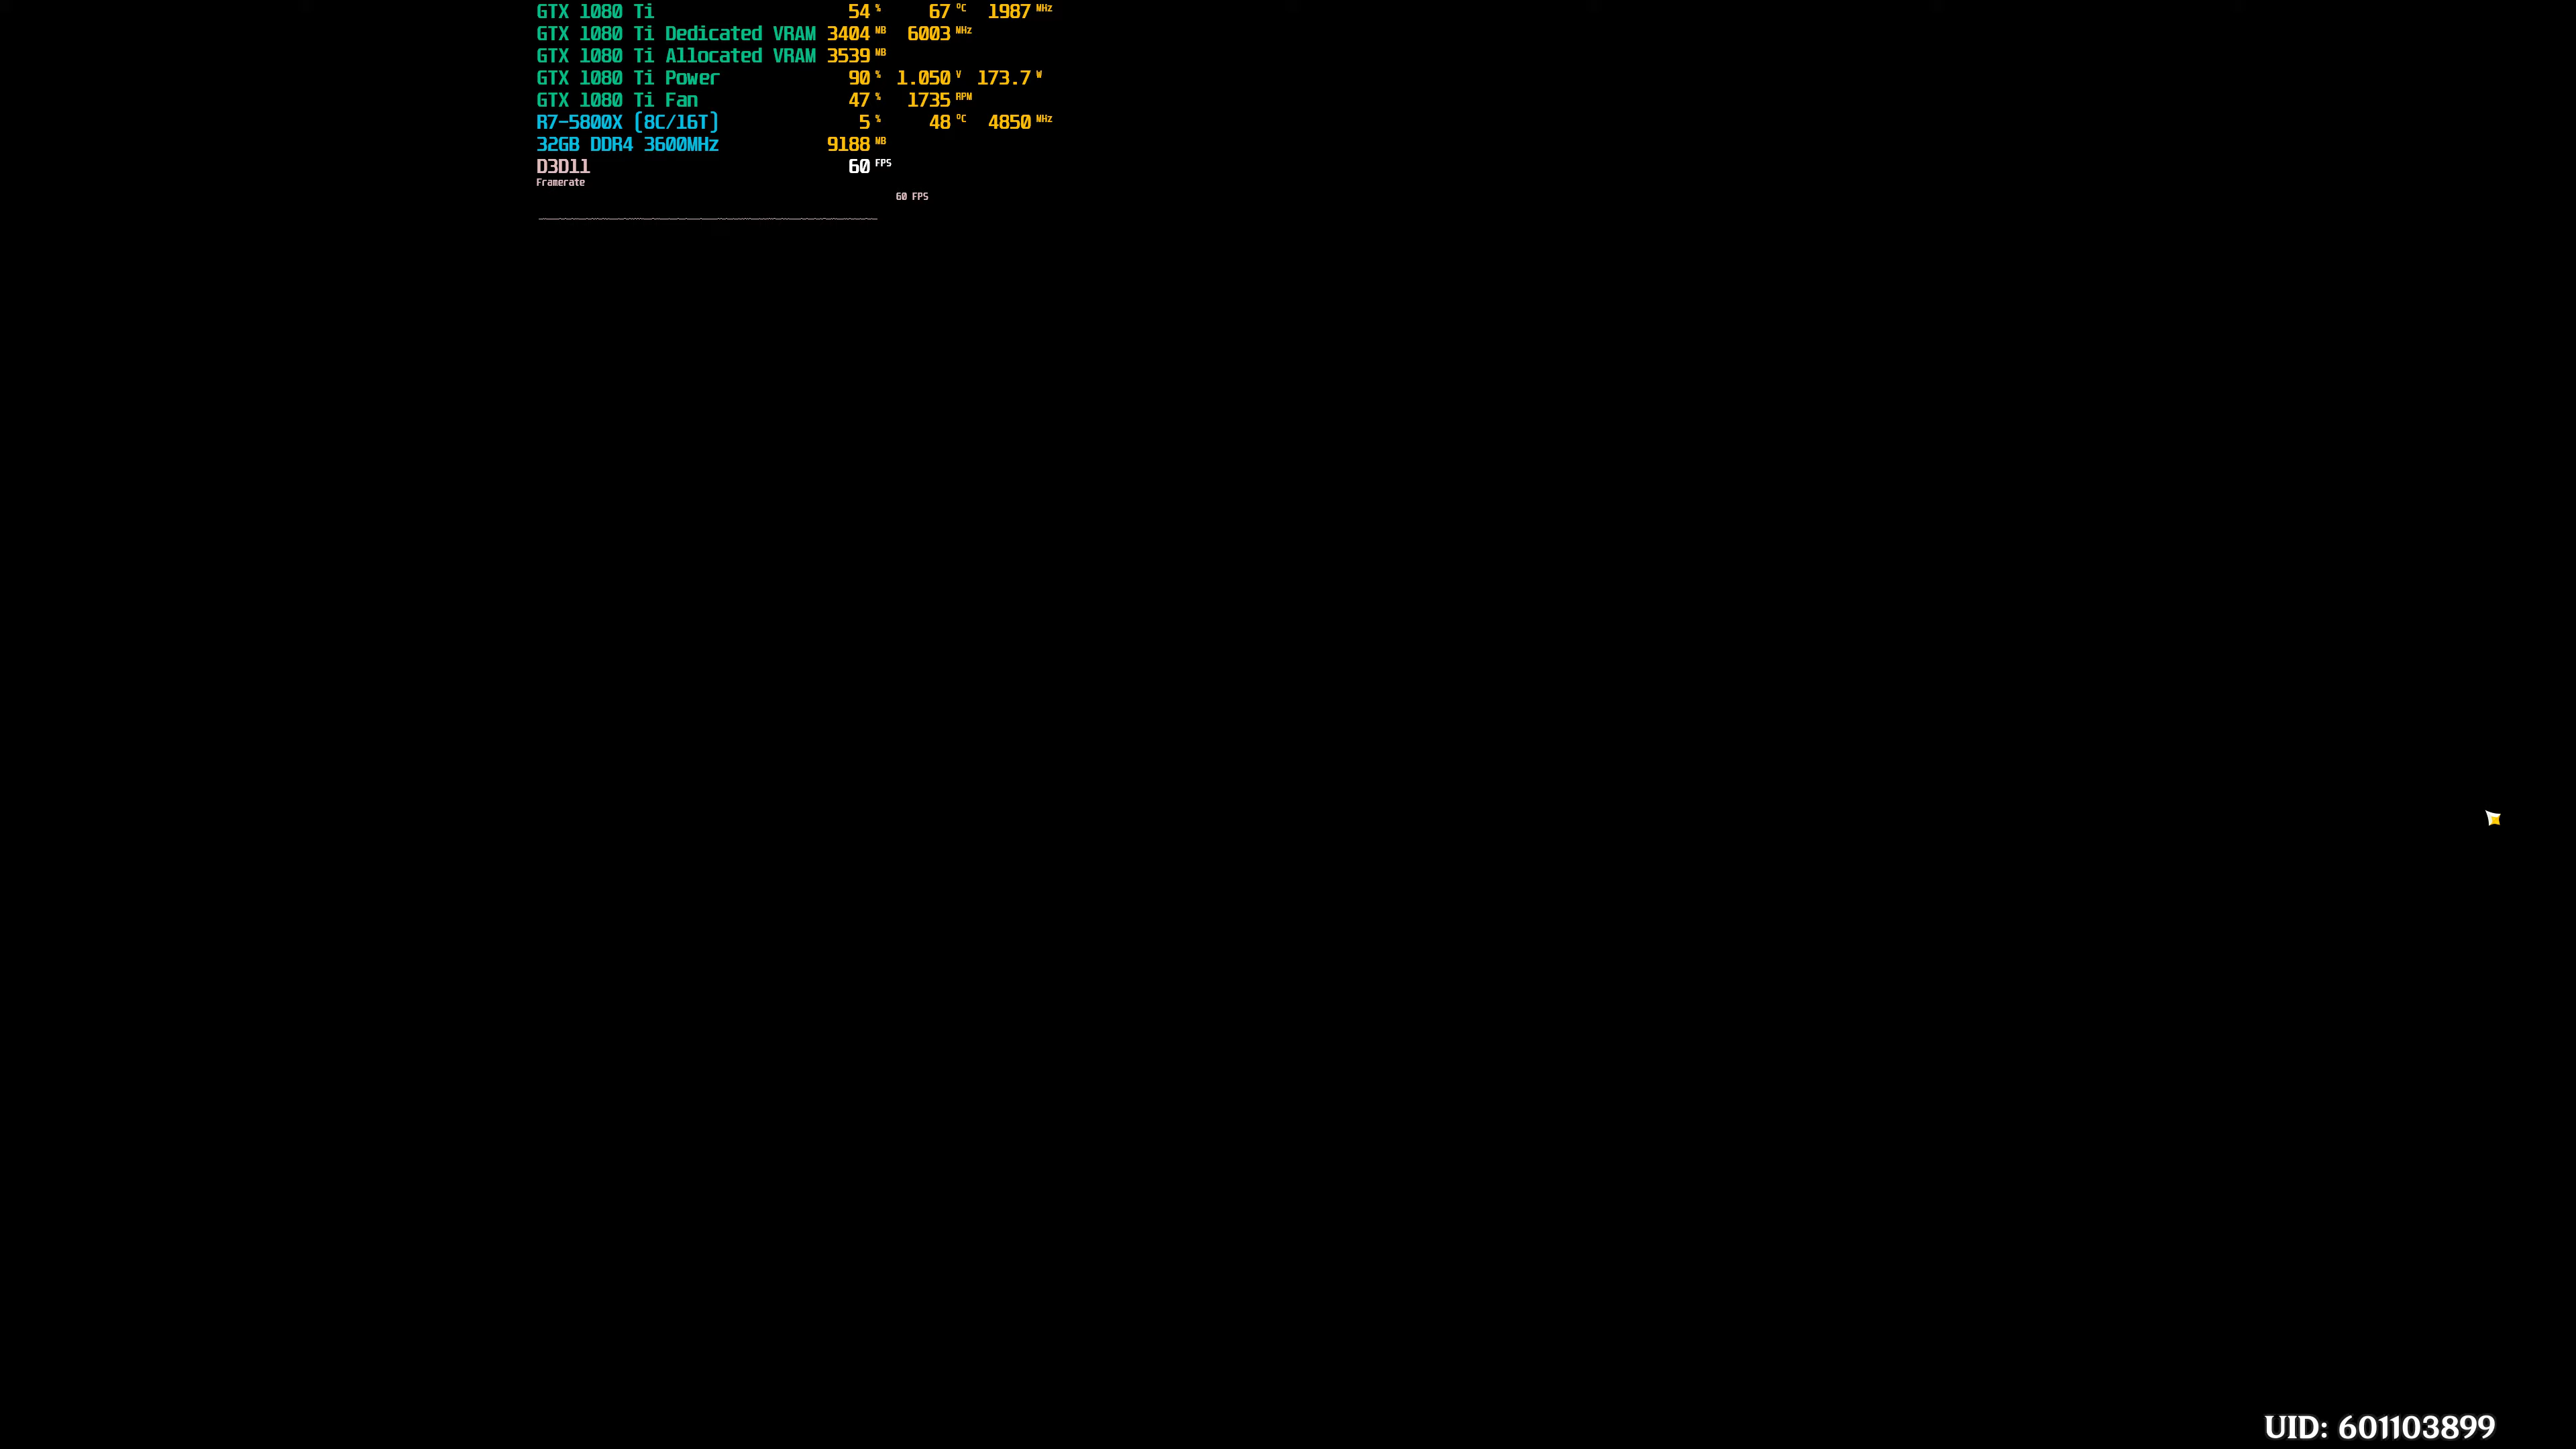 GTX 1080 Ti 54 % 67 °C 1987 MHz
GTX 1080 Ti Dedicated VRAM 3404 MB 6003 MHz
GTX 1080 Ti Allocated VRAM 3539 MB
GTX 1080 Ti Power 90 % 1.050 V 173.7 W
GTX 1080 Ti Fan 47 % 1735 RPM
R7-5800X (8C/16T) 5 % 48 °C 4850 MHz
32GB DDR4 3600MHz 9188 MB
D3D11 60 FPS
Framerate
60 FPS
UID: 601103899